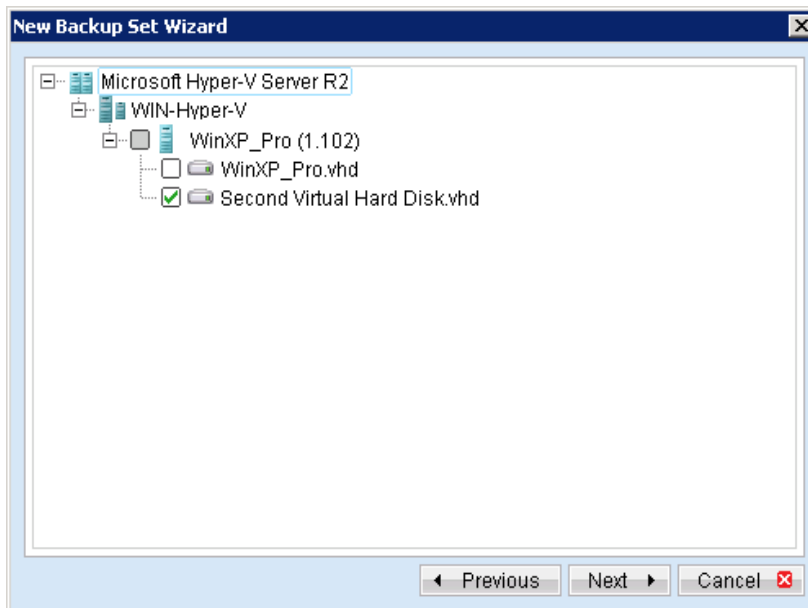 New Backup Set Wizard
Microsoft Hyper-V Server R2
WIN-Hyper-V
WinXP_Pro (1.102)
WinXP_Pro.vhd
Second Virtual Hard Disk.vhd
Previous Next Cancel